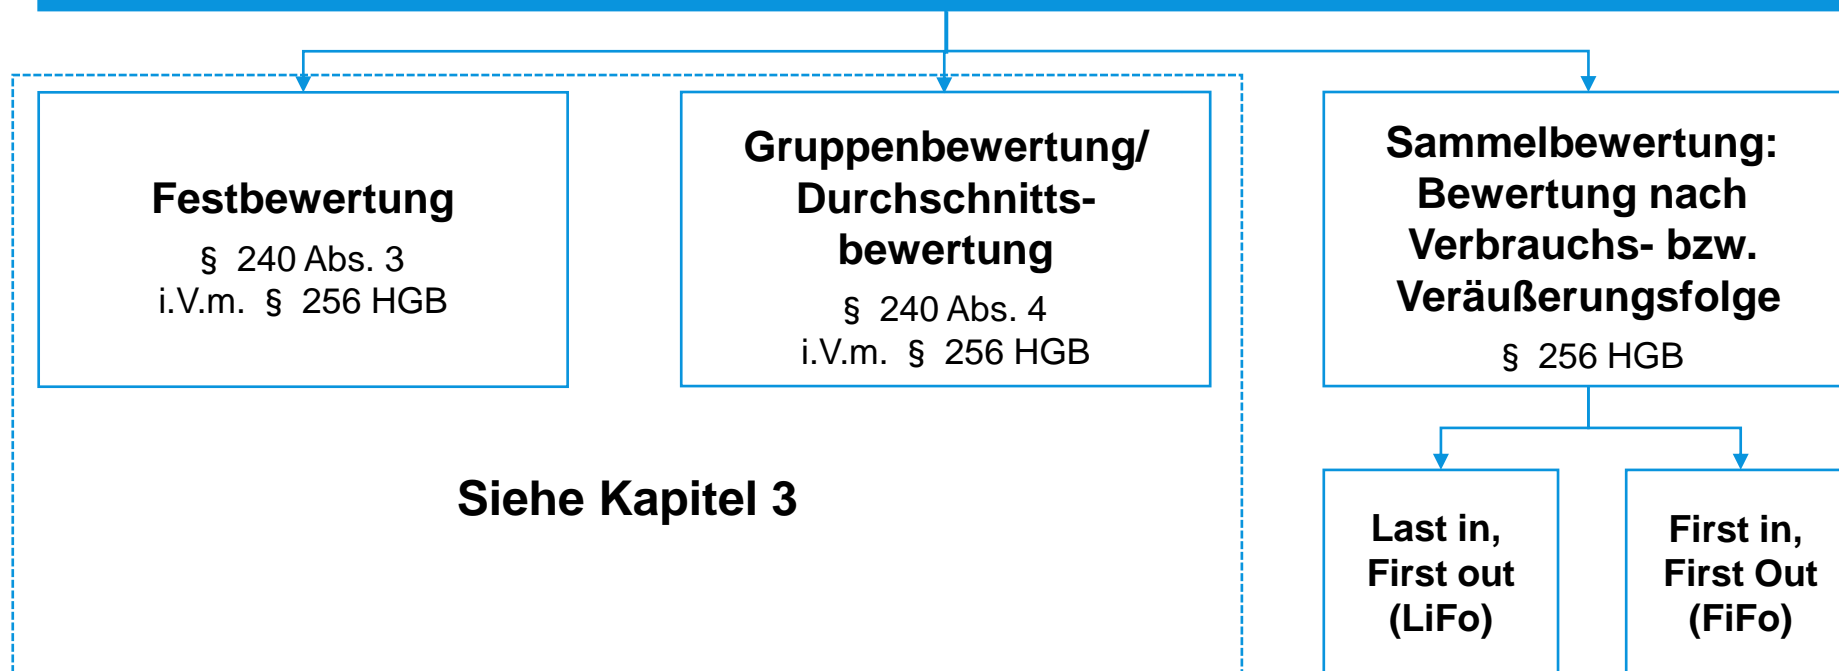 Festbewertung
§ 240 Abs. 3
i.V.m. § 256 HGB
Gruppenbewertung/
Durchschnitts-
bewertung
§ 240 Abs. 4
i.V.m. § 256 HGB
Sammelbewertung:
Bewertung nach
Verbrauchs- bzw.
Veräußerungsfolge
§ 256 HGB
Siehe Kapitel 3
Last in,
First out
(LiFo)
First in,
First Out
(FiFo)